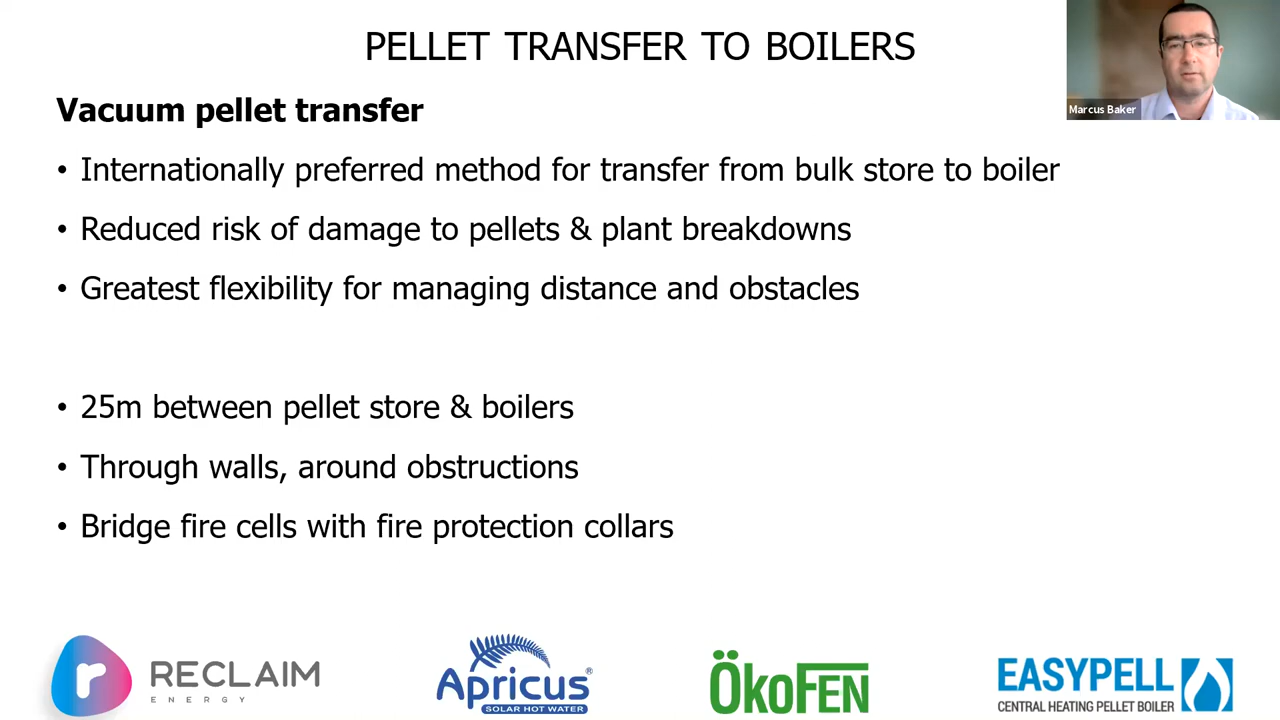 PELLET TRANSFER TO BOILERS
Marcus Baker
Vacuum pellet transfer
• Internationally preferred method for transfer from bulk store to boiler
• Reduced risk of damage to pellets & plant breakdowns
• Greatest flexibility for managing distance and obstacles
• 25m between pellet store & boilers
• Through walls, around obstructions
• Bridge fire cells with fire protection collars
r RECLAIM
ENERGY
Apricus®
SOLAR HOT WATER
ÖkoFEN
EASYPELL
CENTRAL HEATING PELLET BOILER